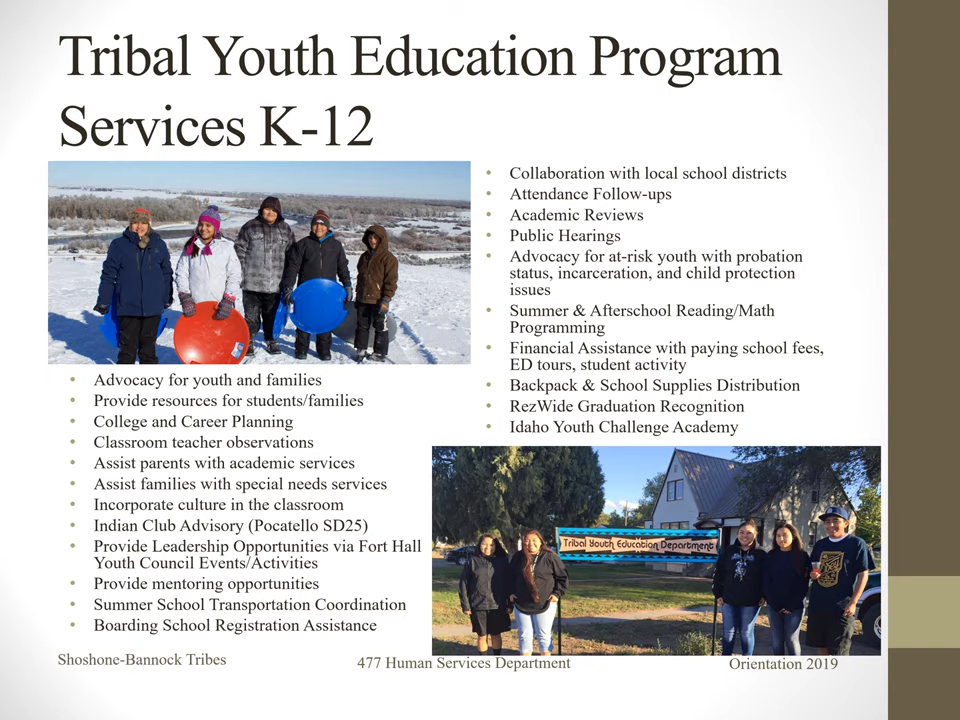 Tribal Youth Education Program
Services K-12
• Advocacy for youth and families
• Provide resources for students/families
• College and Career Planning
• Classroom teacher observations
• Assist parents with academic services
• Assist families with special needs services
• Incorporate culture in the classroom
• Indian Club Advisory (Pocatello SD25)
• Provide Leadership Opportunities via Fort Hall
Youth Council Events/Activities
• Provide mentoring opportunities
• Summer School Transportation Coordination
• Boarding School Registration Assistance
• Collaboration with local school districts
• Attendance Follow-ups
• Academic Reviews
• Public Hearings
• Advocacy for at-risk youth with probation
status, incarceration, and child protection
issues
• Summer & Afterschool Reading/Math
Programming
• Financial Assistance with paying school fees,
ED tours, student activity
• Backpack & School Supplies Distribution
• RezWide Graduation Recognition
• Idaho Youth Challenge Academy
Tribal Youth Education Department
Shoshone-Bannock Tribes
477 Human Services Department
Orientation 2019